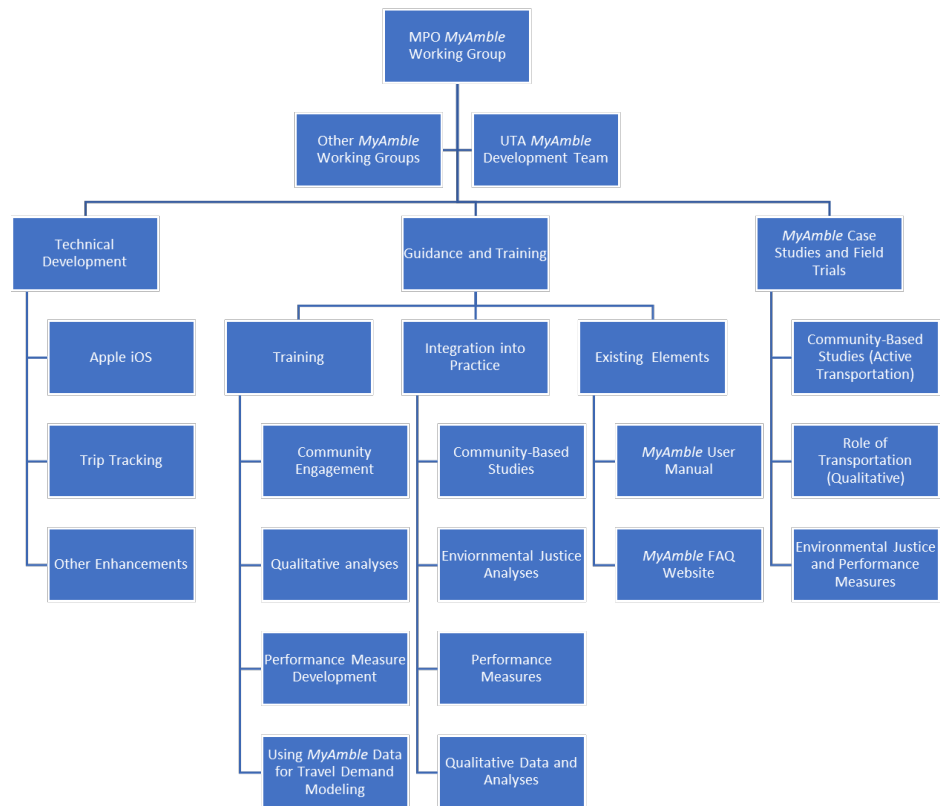 MPO MyAmble
Working Group
Other MyAmble
Working Groups
UTA MyAmble
Development Team
Technical
Development
Guidance and Training
MyAmble Case
Studies and Field
Trials
Apple iOS
Trip Tracking
Other Enhancements
Training
Integration into
Practice
Existing Elements
Community
Engagement
Qualitative analyses
Performance Measure
Development
Using MyAmble Data
for Travel Demand
Modeling
Community-Based
Studies
Enviornmental Justice
Analyses
Performance
Measures
Qualitative Data and
Analyses
MyAmble User
Manual
MyAmble FAQ
Website
Community-Based
Studies (Active
Transportation)
Role of
Transportation
(Qualitative)
Environmental Justice
and Performance
Measures